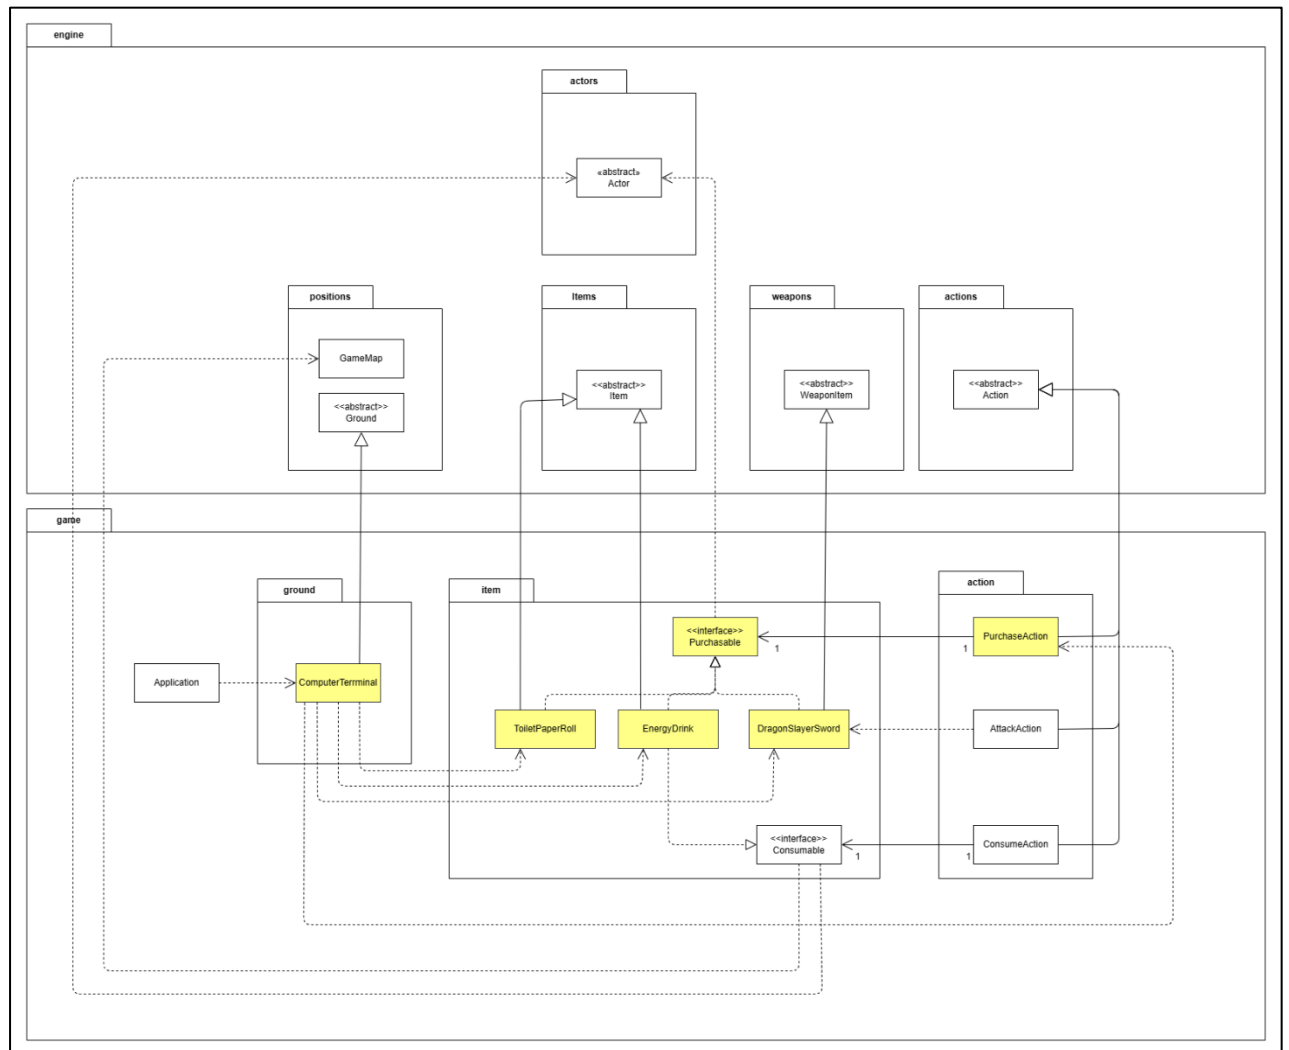 engine
actors
«abstract»
Actor
positions
Items
weapons
actions
GameMap
<<abstract>>
Item
<<abstract>>
WeaponItem
<<abstract>>
Action
<<abstract>>
Ground
game
ground
item
action
<<interface>>
Purchasable
PurchaseAction
1
1
Application
ComputerTerrminal
ToiletPaperRoll
EnergyDrink
DragonSlayerSword
AttackAction
<<interface>>
Consumable
ConsumeAction
1
1